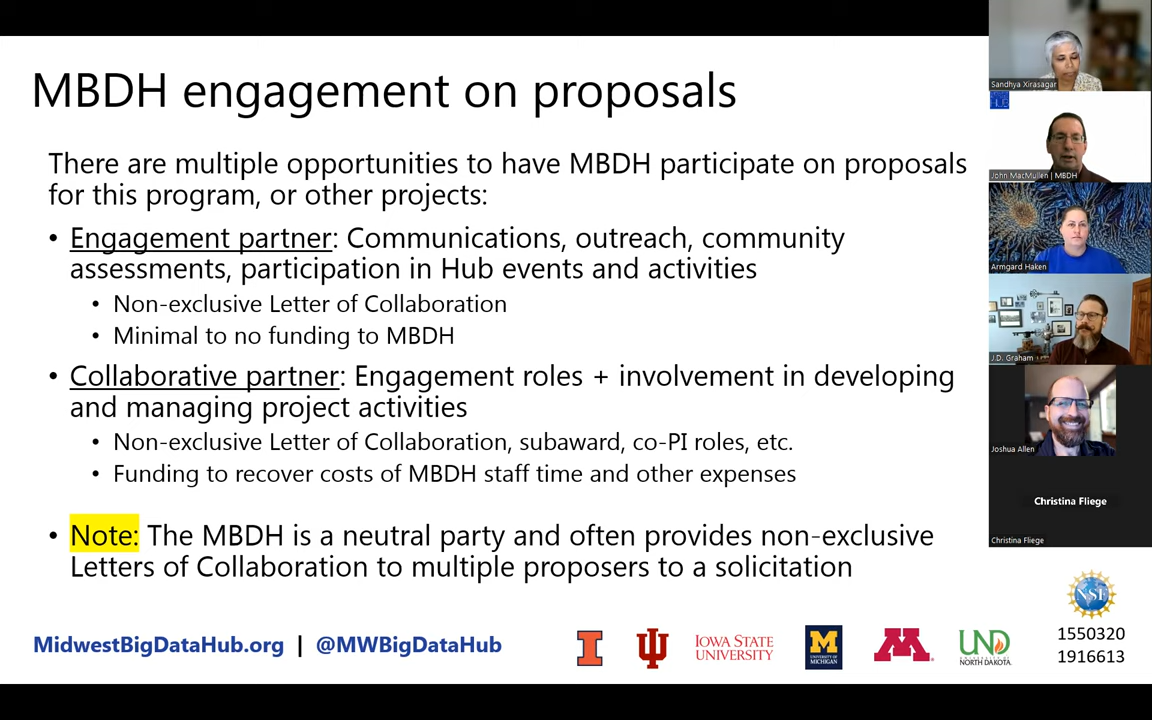 MBDH engagement on proposals
There are multiple opportunities to have MBDH participate on proposals
for this program, or other projects:
• Engagement partner: Communications, outreach, community
assessments, participation in Hub events and activities
• Non-exclusive Letter of Collaboration
• Minimal to no funding to MBDH
• Collaborative partner: Engagement roles + involvement in developing
and managing project activities
• Non-exclusive Letter of Collaboration, subaward, co-PI roles, etc.
• Funding to recover costs of MBDH staff time and other expenses
• Note: The MBDH is a neutral party and often provides non-exclusive
Letters of Collaboration to multiple proposers to a solicitation
MidwestBigDataHub.org | @MWBigDataHub
IOWA STATE
UNIVERSITY
UNIVERSITY OF
MICHIGAN
UND
UNIVERSITY OF
NORTH DAKOTA
NSF
1550320
1916613
Sandhya Xirasagar
HUB
John MacMullen | MBDH
Armgard Haken
J.D. Graham
Joshua Allen
Christina Fliege
Christina Fliege